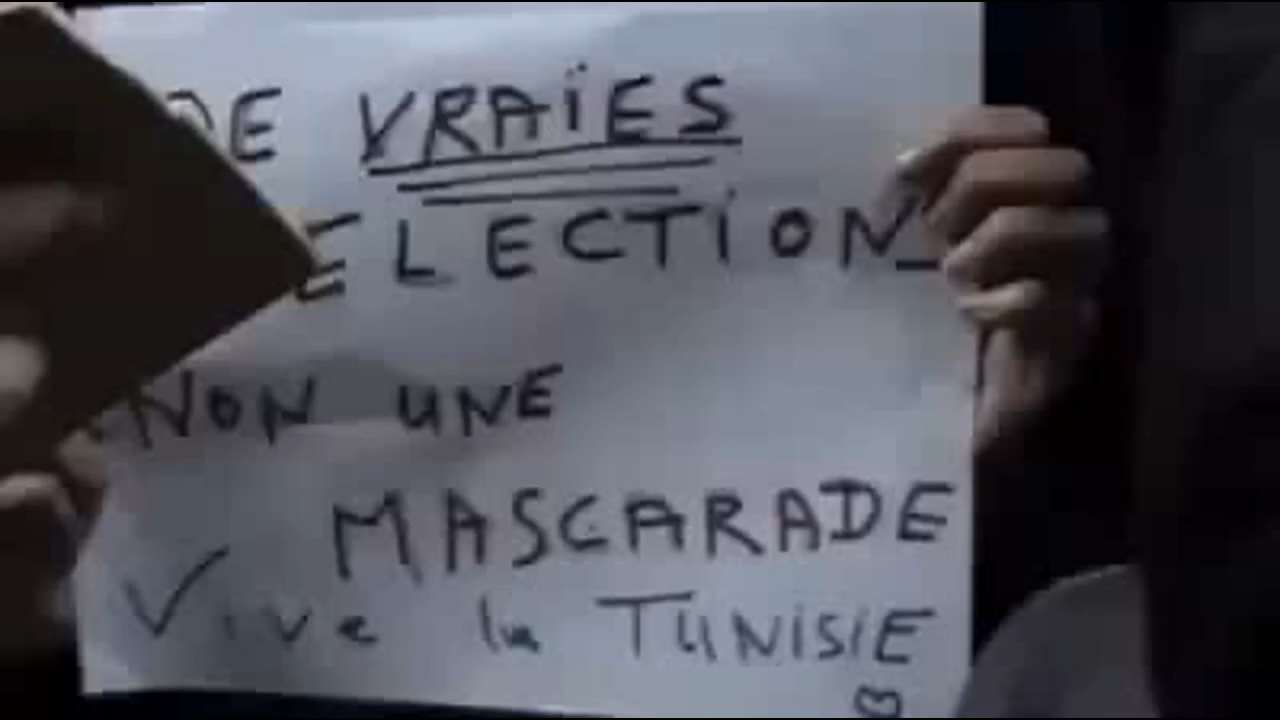 DE VRAIES
ELECTION
NON UNE
MASCARADE
Vive la TUNISIE